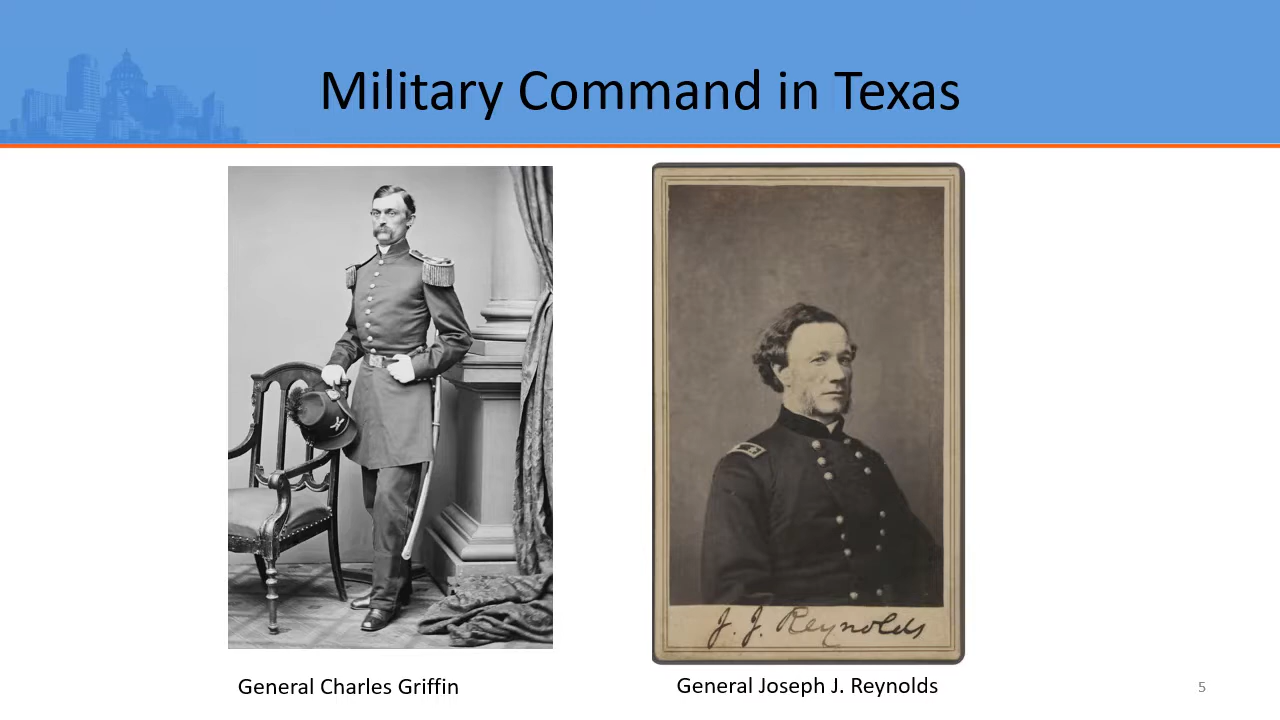 Military Command in Texas
J. J. Reynolds
General Charles Griffin
General Joseph J. Reynolds
5